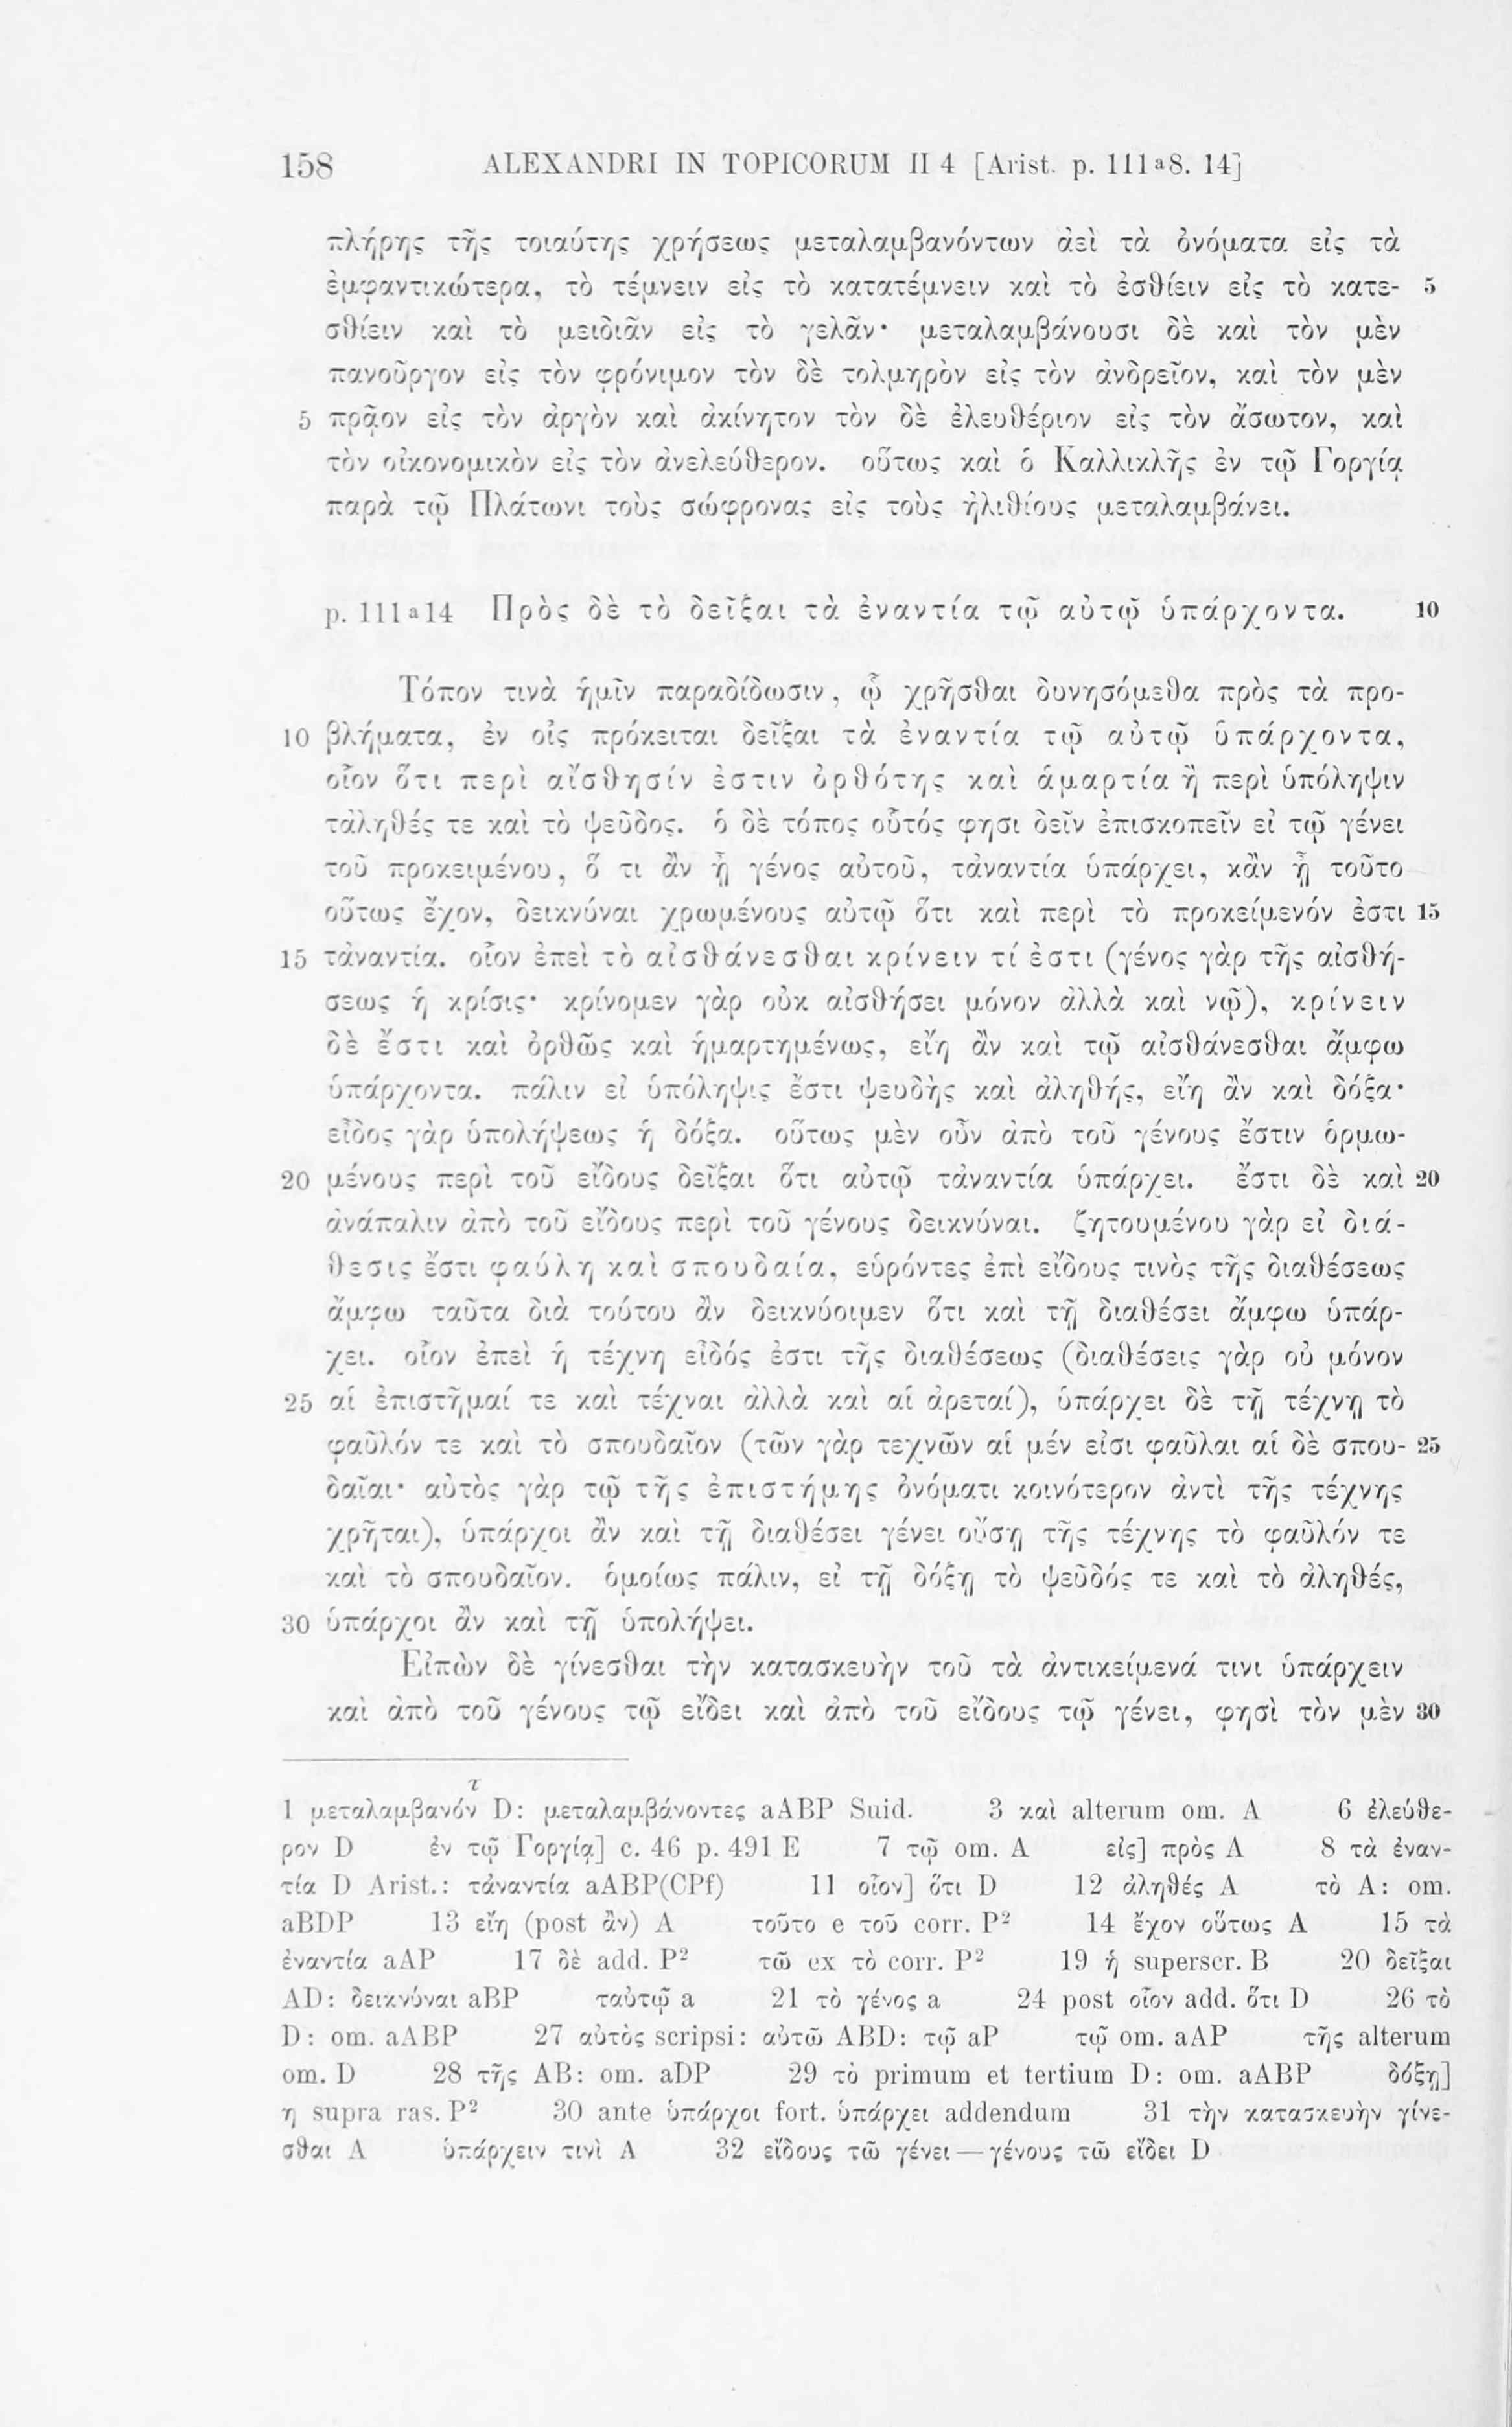 158 ALEXANDRI IN TOPICORUM II 4 [Arist. p. 111ᵃ8. 14]
πλήρης τῆς τοιαύτης χρήσεως μεταλαμβανόντων ἀεὶ τὰ ὀνόματα εἰς τὰ
ἐμφαντικώτερα, τὸ τέμνειν εἰς τὸ κατατέμνειν καὶ τὸ ἐσθίειν εἰς τὸ κατε- 5
σθίειν καὶ τὸ μειδιᾶν εἰς τὸ γελᾶν· μεταλαμβάνουσι δὲ καὶ τὸν μὲν
πανοῦργον εἰς τὸν φρόνιμον τὸν δὲ τολμηρὸν εἰς τὸν ἀνδρεῖον, καὶ τὸν μὲν
5 πρᾷον εἰς τὸν ἀργὸν καὶ ἀκίνητον τὸν δὲ ἐλευθέριον εἰς τὸν ἄσωτον, καὶ
τὸν οἰκονομικὸν εἰς τὸν ἀνελεύθερον. οὕτως καὶ ὁ Καλλικλῆς ἐν τῷ Γοργίᾳ
παρὰ τῷ Πλάτωνι τοὺς σώφρονας εἰς τοὺς ἠλιθίους μεταλαμβάνει.
p. 111ᵃ14 Πρὸς δὲ τὸ δεῖξαι τὰ ἐναντία τῷ αὐτῷ ὑπάρχοντα. 10
Τόπον τινὰ ἡμῖν παραδίδωσιν, ᾧ χρῆσθαι δυνησόμεθα πρὸς τὰ προ-
10 βλήματα, ἐν οἷς πρόκειται δεῖξαι τὰ ἐναντία τῷ αὐτῷ ὑπάρχοντα,
οἷον ὅτι περὶ αἴσθησίν ἐστιν ὀρθότης καὶ ἁμαρτία ἢ περὶ ὑπόληψιν
τἀληθές τε καὶ τὸ ψεῦδος. ὁ δὲ τόπος οὗτός φησι δεῖν ἐπισκοπεῖν εἰ τῷ γένει
τοῦ προκειμένου, ὅ τι ἂν ᾖ γένος αὐτοῦ, τἀναντία ὑπάρχει, κἂν ᾖ τοῦτο
οὕτως ἔχον, δεικνύναι χρωμένους αὐτῷ ὅτι καὶ περὶ τὸ προκείμενόν ἐστι 15
15 τἀναντία. οἷον ἐπεὶ τὸ αἰσθάνεσθαι κρίνειν τί ἐστι (γένος γὰρ τῆς αἰσθή-
σεως ἡ κρίσις· κρίνομεν γὰρ οὐκ αἰσθήσει μόνον ἀλλὰ καὶ νῷ), κρίνειν
δὲ ἔστι καὶ ὀρθῶς καὶ ἡμαρτημένως, εἴη ἂν καὶ τῷ αἰσθάνεσθαι ἄμφω
ὑπάρχοντα. πάλιν εἰ ὑπόληψις ἔστι ψευδὴς καὶ ἀληθής, εἴη ἂν καὶ δόξα·
εἶδος γὰρ ὑπολήψεως ἡ δόξα. οὕτως μὲν οὖν ἀπὸ τοῦ γένους ἔστιν ὁρμω-
20 μένους περὶ τοῦ εἴδους δεῖξαι ὅτι αὐτῷ τἀναντία ὑπάρχει. ἔστι δὲ καὶ 20
ἀνάπαλιν ἀπὸ τοῦ εἴδους περὶ τοῦ γένους δεικνύναι. ζητουμένου γὰρ εἰ διά-
θεσις ἔστι φαύλη καὶ σπουδαία, εὑρόντες ἐπὶ εἴδους τινὸς τῆς διαθέσεως
ἄμφω ταῦτα διὰ τούτου ἂν δεικνύοιμεν ὅτι καὶ τῇ διαθέσει ἄμφω ὑπάρ-
χει. οἷον ἐπεὶ ἡ τέχνη εἶδός ἐστι τῆς διαθέσεως (διαθέσεις γὰρ οὐ μόνον
25 αἱ ἐπιστῆμαί τε καὶ τέχναι ἀλλὰ καὶ αἱ ἀρεταί), ὑπάρχει δὲ τῇ τέχνῃ τὸ
φαῦλόν τε καὶ τὸ σπουδαῖον (τῶν γὰρ τεχνῶν αἱ μέν εἰσι φαῦλαι αἱ δὲ σπου- 25
δαῖαι· αὐτὸς γὰρ τῷ τῆς ἐπιστήμης ὀνόματι κοινότερον ἀντὶ τῆς τέχνης
χρῆται), ὑπάρχοι ἂν καὶ τῇ διαθέσει γένει οὔσῃ τῆς τέχνης τὸ φαῦλόν τε
καὶ τὸ σπουδαῖον. ὁμοίως πάλιν, εἰ τῇ δόξῃ τὸ ψεῦδός τε καὶ τὸ ἀληθές,
30 ὑπάρχοι ἂν καὶ τῇ ὑπολήψει.
Εἰπὼν δὲ γίνεσθαι τὴν κατασκευὴν τοῦ τὰ ἀντικείμενά τινι ὑπάρχειν
καὶ ἀπὸ τοῦ γένους τῷ εἴδει καὶ ἀπὸ τοῦ εἴδους τῷ γένει, φησὶ τὸν μὲν 30
1 μεταλαμβανόν͏ͭ D: μεταλαμβάνοντες aABP Suid. 3 καὶ alterum om. A 6 ἐλεύθε-
ρον D ἐν τῷ Γοργίᾳ] c. 46 p. 491 E 7 τῷ om. A εἰς] πρὸς A 8 τὰ ἐναν-
τία D Arist.: τἀναντία aABP(CPf) 11 οἷον] ὅτι D 12 ἀληθές A τὸ A: om.
aBDP 13 εἴη (post ἂν) A τοῦτο e τοῦ corr. P² 14 ἔχον οὕτως A 15 τὰ
ἐναντία aAP 17 δὲ add. P² τῶ ex τὸ corr. P² 19 ἡ superscr. B 20 δεῖξαι
AD: δεικνύναι aBP ταὐτῷ a 21 τὸ γένος a 24 post οἷον add. ὅτι D 26 τὸ
D: om. aABP 27 αὐτὸς scripsi: αὐτῶ ABD: τῷ aP τῷ om. aAP τῆς alterum
om. D 28 τῆς AB: om. aDP 29 τὸ primum et tertium D: om. aABP δόξῃ]
η supra ras. P² 30 ante ὑπάρχοι fort. ὑπάρχει addendum 31 τὴν κατασκευὴν γίνε-
σθαι A ὑπάρχειν τινὶ A 32 εἴδους τῶ γένει — γένους τῶ εἴδει D